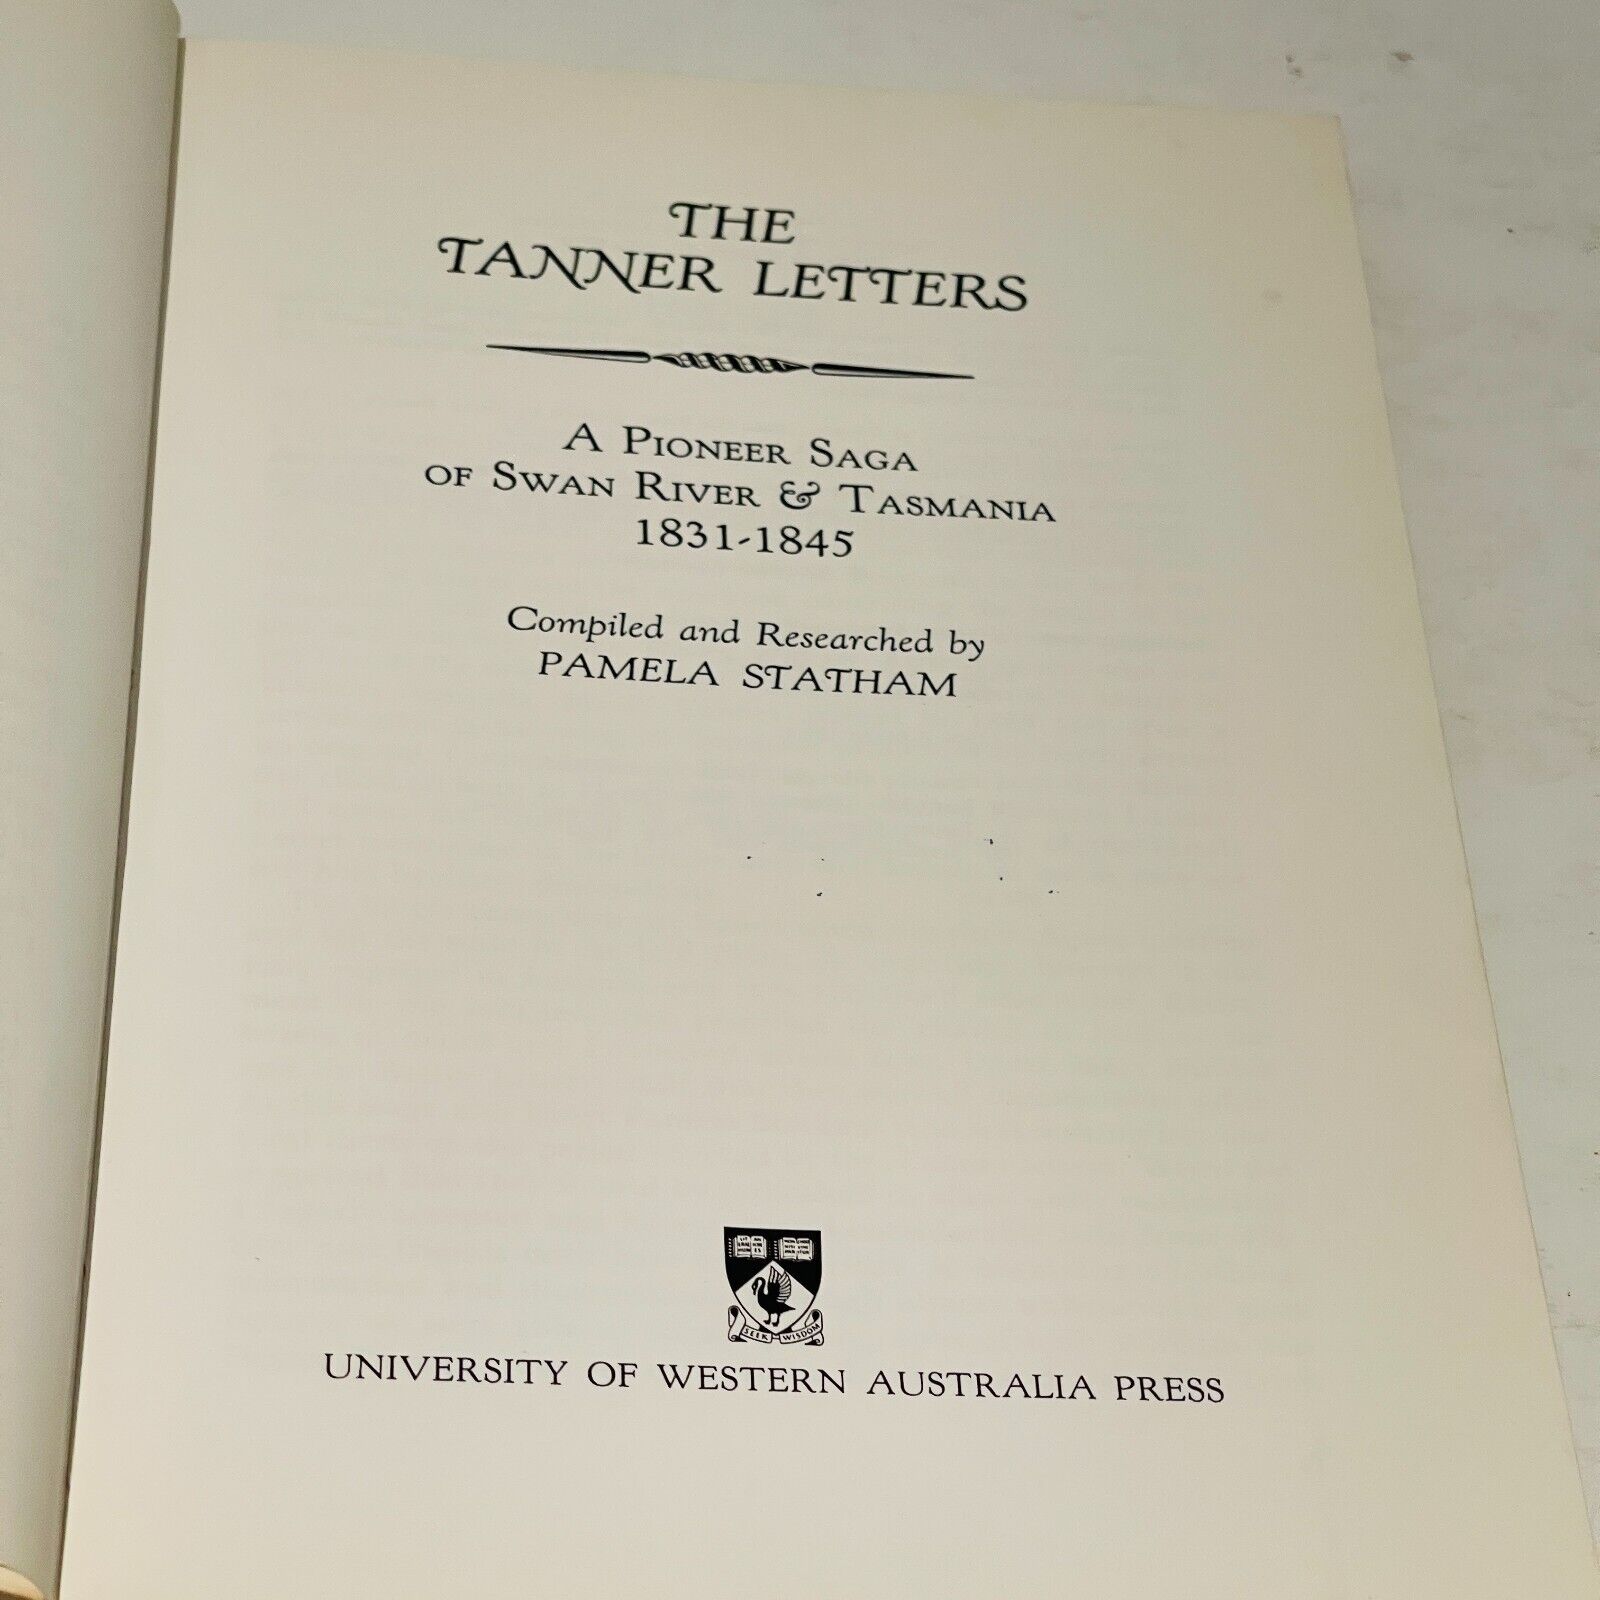 THE
TANNER LETTERS
A PIONEER SAGA
OF SWAN RIVER & TASMANIA
1831-1845
Compiled and Researched by
PAMELA STATHAM
SEEK WISDOM
UNIVERSITY OF WESTERN AUSTRALIA PRESS